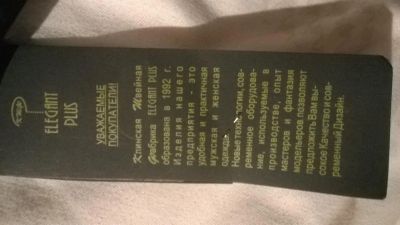 ELEGANT
PLUS
УВАЖАЕМЫЕ
ПОКУПАТЕЛИ!
Клинская Швейная
Фабрика ELEGANT PLUS
образована в 1992 г.
Изделия нашего
предприятия - это
удобная и практичная
мужская и женская
одежда.
Новые технологии, сов-
ременное оборудова-
ние, используемые в
производстве, опыт
мастеров и фантазия
модельеров позволяют
предложить Вам вы-
сокое Качество и сов-
ременный Дизайн.